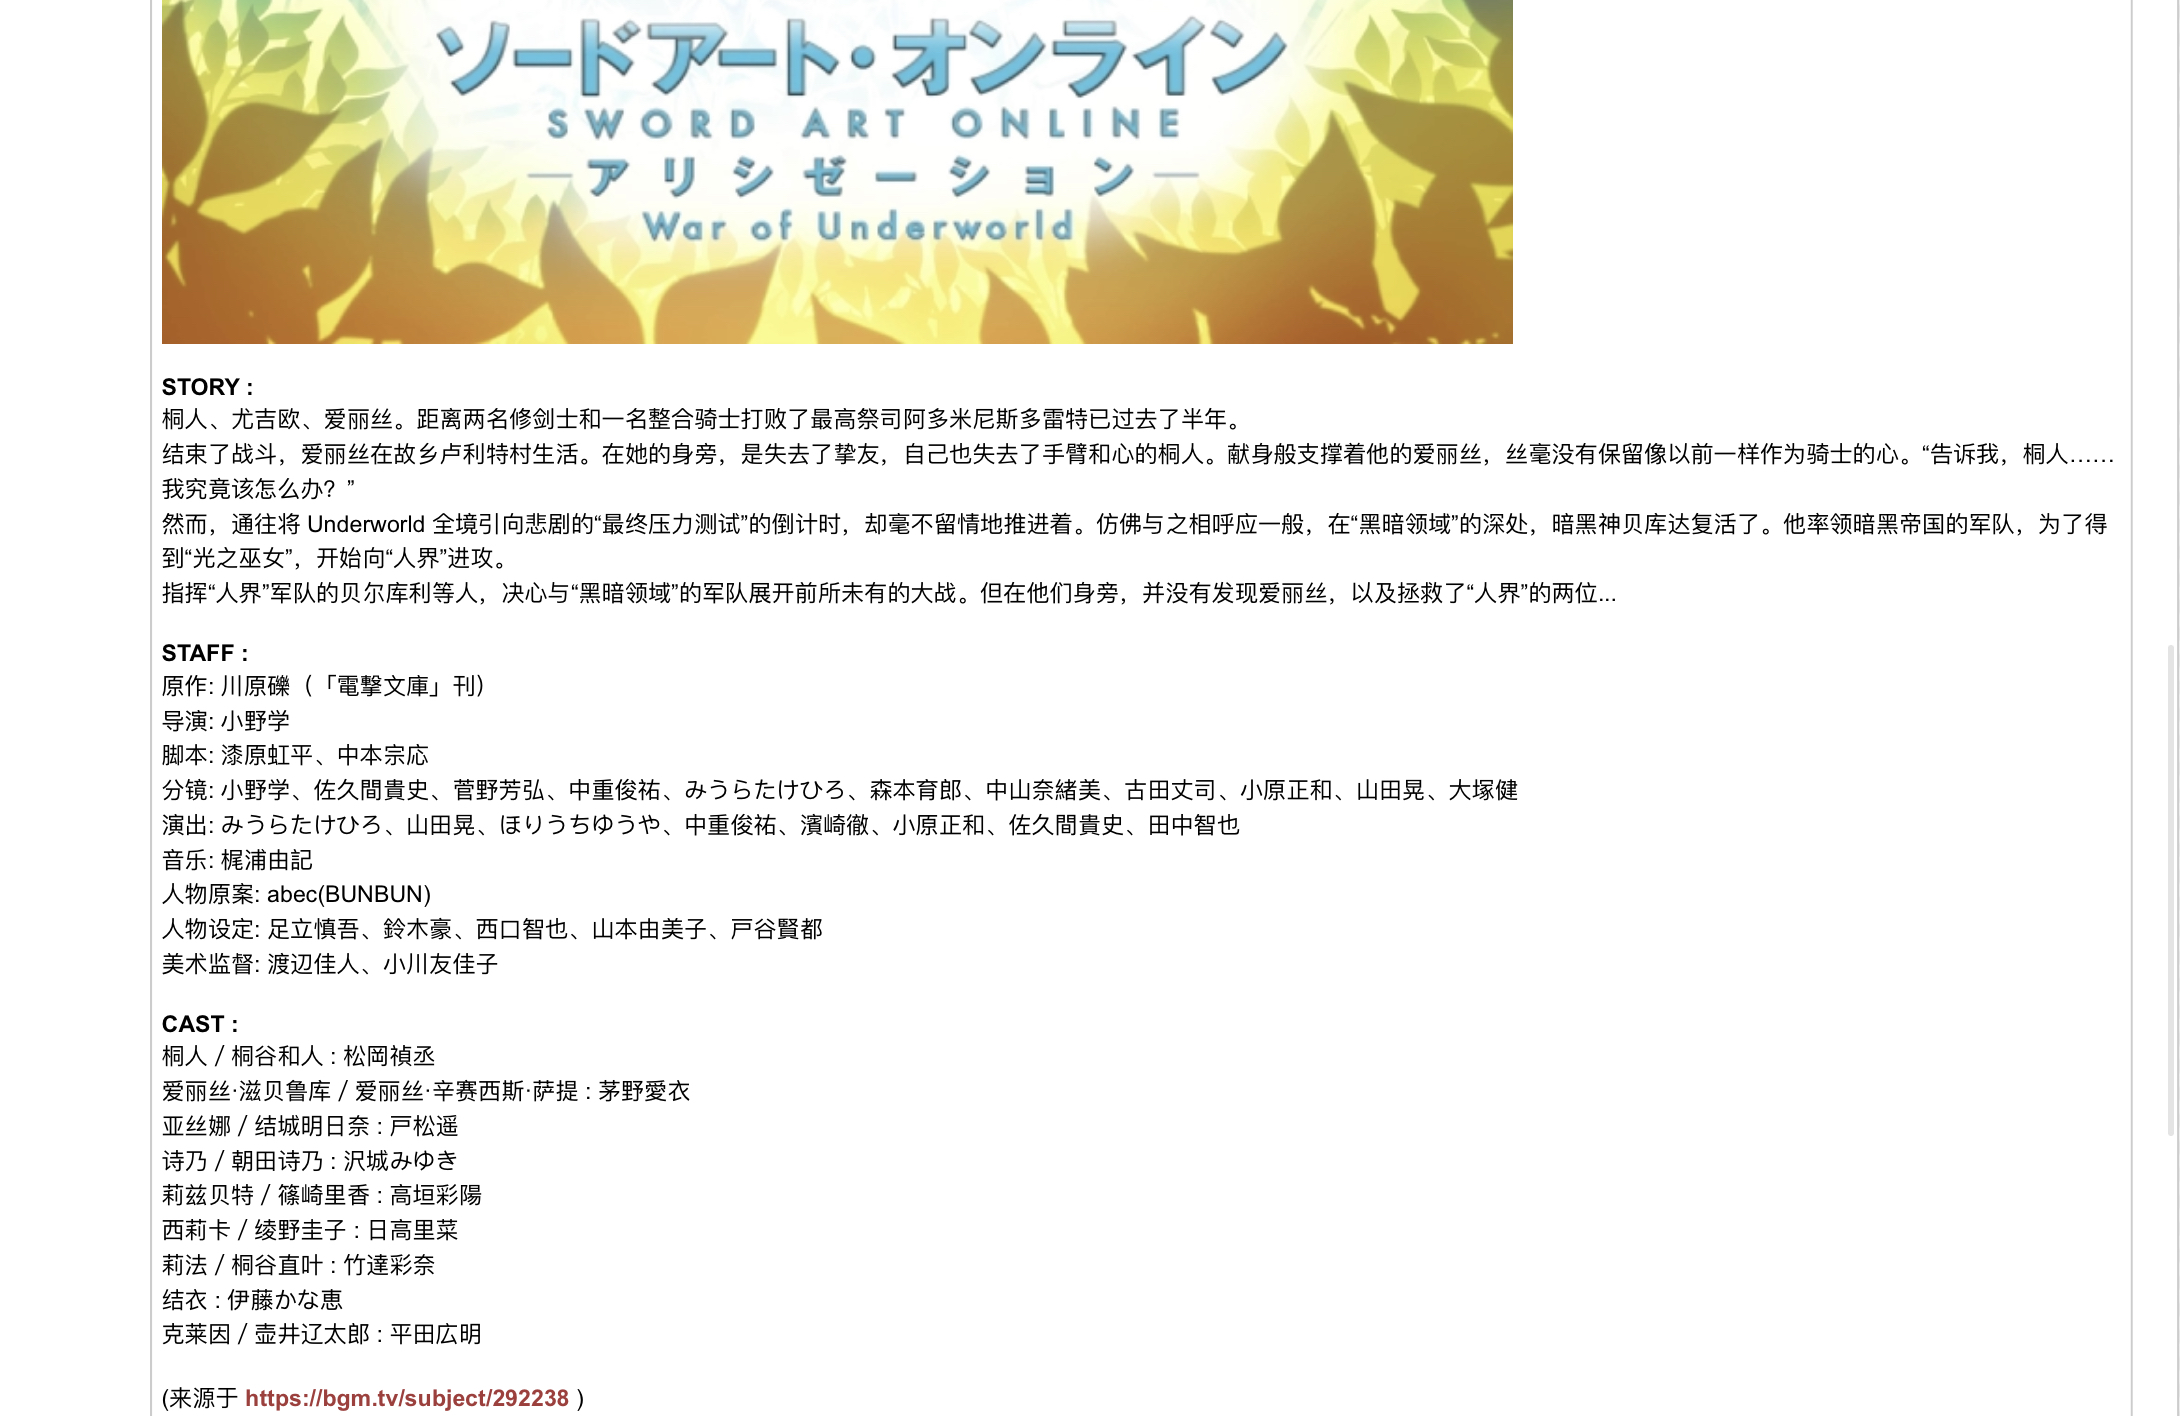 ソードアート・オンライン
SWORD ART ONLINE
—アリシゼーション—
War of Underworld
STORY :
桐人、尤吉欧、爱丽丝。距离两名修剑士和一名整合骑士打败了最高祭司阿多米尼斯多雷特已过去了半年。
结束了战斗，爱丽丝在故乡卢利特村生活。在她的身旁，是失去了挚友，自己也失去了手臂和心的桐人。献身般支撑着他的爱丽丝，丝毫没有保留像以前一样作为骑士的心。“告诉我，桐人……
我究竟该怎么办？”
然而，通往将 Underworld 全境引向悲剧的“最终压力测试”的倒计时，却毫不留情地推进着。仿佛与之相呼应一般，在“黑暗领域”的深处，暗黑神贝库达复活了。他率领暗黑帝国的军队，为了得
到“光之巫女”，开始向“人界”进攻。
指挥“人界”军队的贝尔库利等人，决心与“黑暗领域”的军队展开前所未有的大战。但在他们身旁，并没有发现爱丽丝，以及拯救了“人界”的两位...
STAFF :
原作: 川原礫（「電撃文庫」刊）
导演: 小野学
脚本: 漆原虹平、中本宗応
分镜: 小野学、佐久間貴史、菅野芳弘、中重俊祐、みうらたけひろ、森本育郎、中山奈緒美、古田丈司、小原正和、山田晃、大塚健
演出: みうらたけひろ、山田晃、ほりうちゆうや、中重俊祐、濱崎徹、小原正和、佐久間貴史、田中智也
音乐: 梶浦由記
人物原案: abec(BUNBUN)
人物设定: 足立慎吾、鈴木豪、西口智也、山本由美子、戸谷賢都
美术监督: 渡辺佳人、小川友佳子
CAST :
桐人 / 桐谷和人 : 松岡禎丞
爱丽丝·滋贝鲁库 / 爱丽丝·辛赛西斯·萨提 : 茅野愛衣
亚丝娜 / 结城明日奈 : 戸松遥
诗乃 / 朝田诗乃 : 沢城みゆき
莉兹贝特 / 篠崎里香 : 高垣彩陽
西莉卡 / 绫野圭子 : 日高里菜
莉法 / 桐谷直叶 : 竹達彩奈
结衣 : 伊藤かな恵
克莱因 / 壶井辽太郎 : 平田広明
(来源于 https://bgm.tv/subject/292238 )